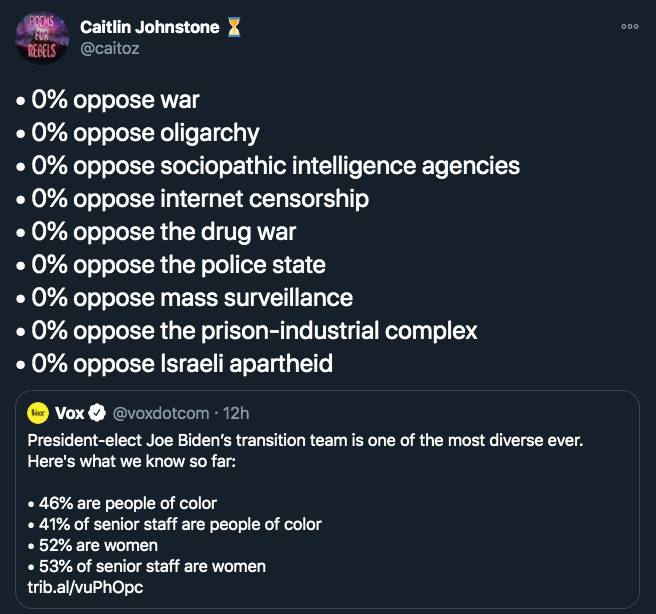 POEMS
FOR
REBELS
Caitlin Johnstone ⏳
@caitoz
• 0% oppose war
• 0% oppose oligarchy
• 0% oppose sociopathic intelligence agencies
• 0% oppose internet censorship
• 0% oppose the drug war
• 0% oppose the police state
• 0% oppose mass surveillance
• 0% oppose the prison-industrial complex
• 0% oppose Israeli apartheid
Vox
Vox @voxdotcom · 12h
President-elect Joe Biden's transition team is one of the most diverse ever.
Here's what we know so far:
• 46% are people of color
• 41% of senior staff are people of color
• 52% are women
• 53% of senior staff are women
trib.al/vuPhOpc